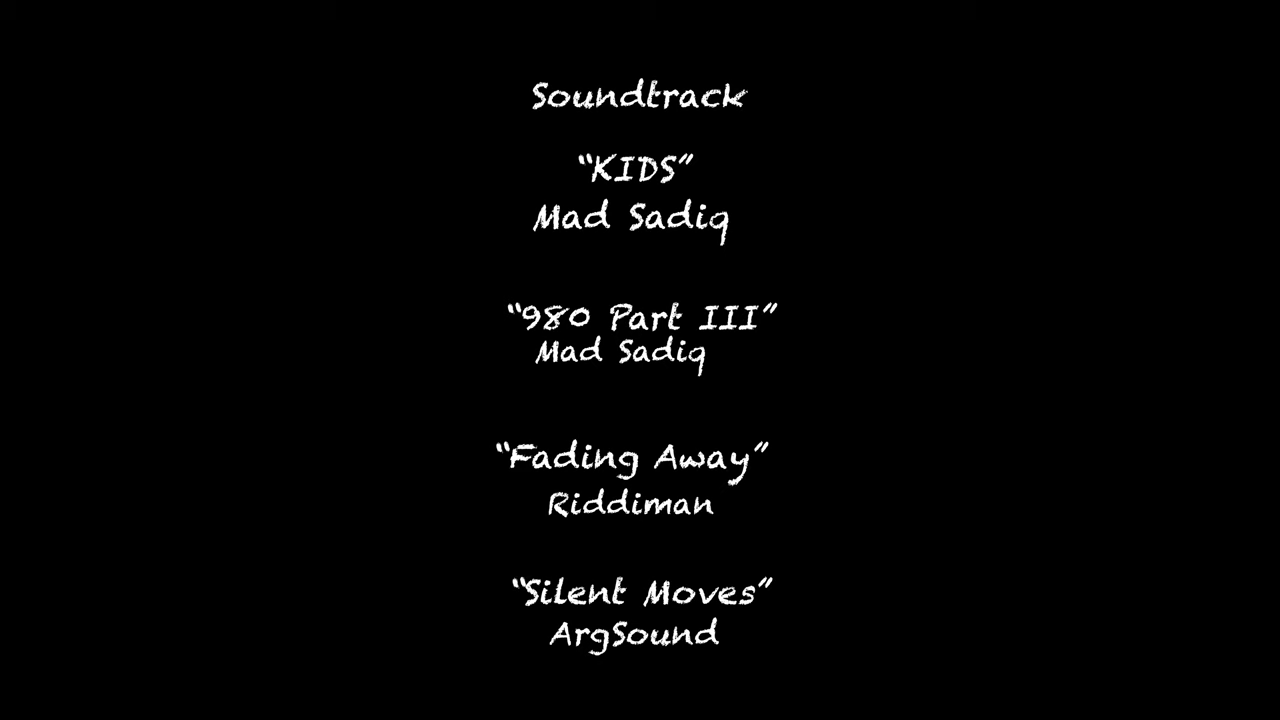 Soundtrack
“KIDS”
Mad Sadiq
“980 Part III”
Mad Sadiq
“Fading Away”
Riddiman
“Silent Moves”
ArgSound